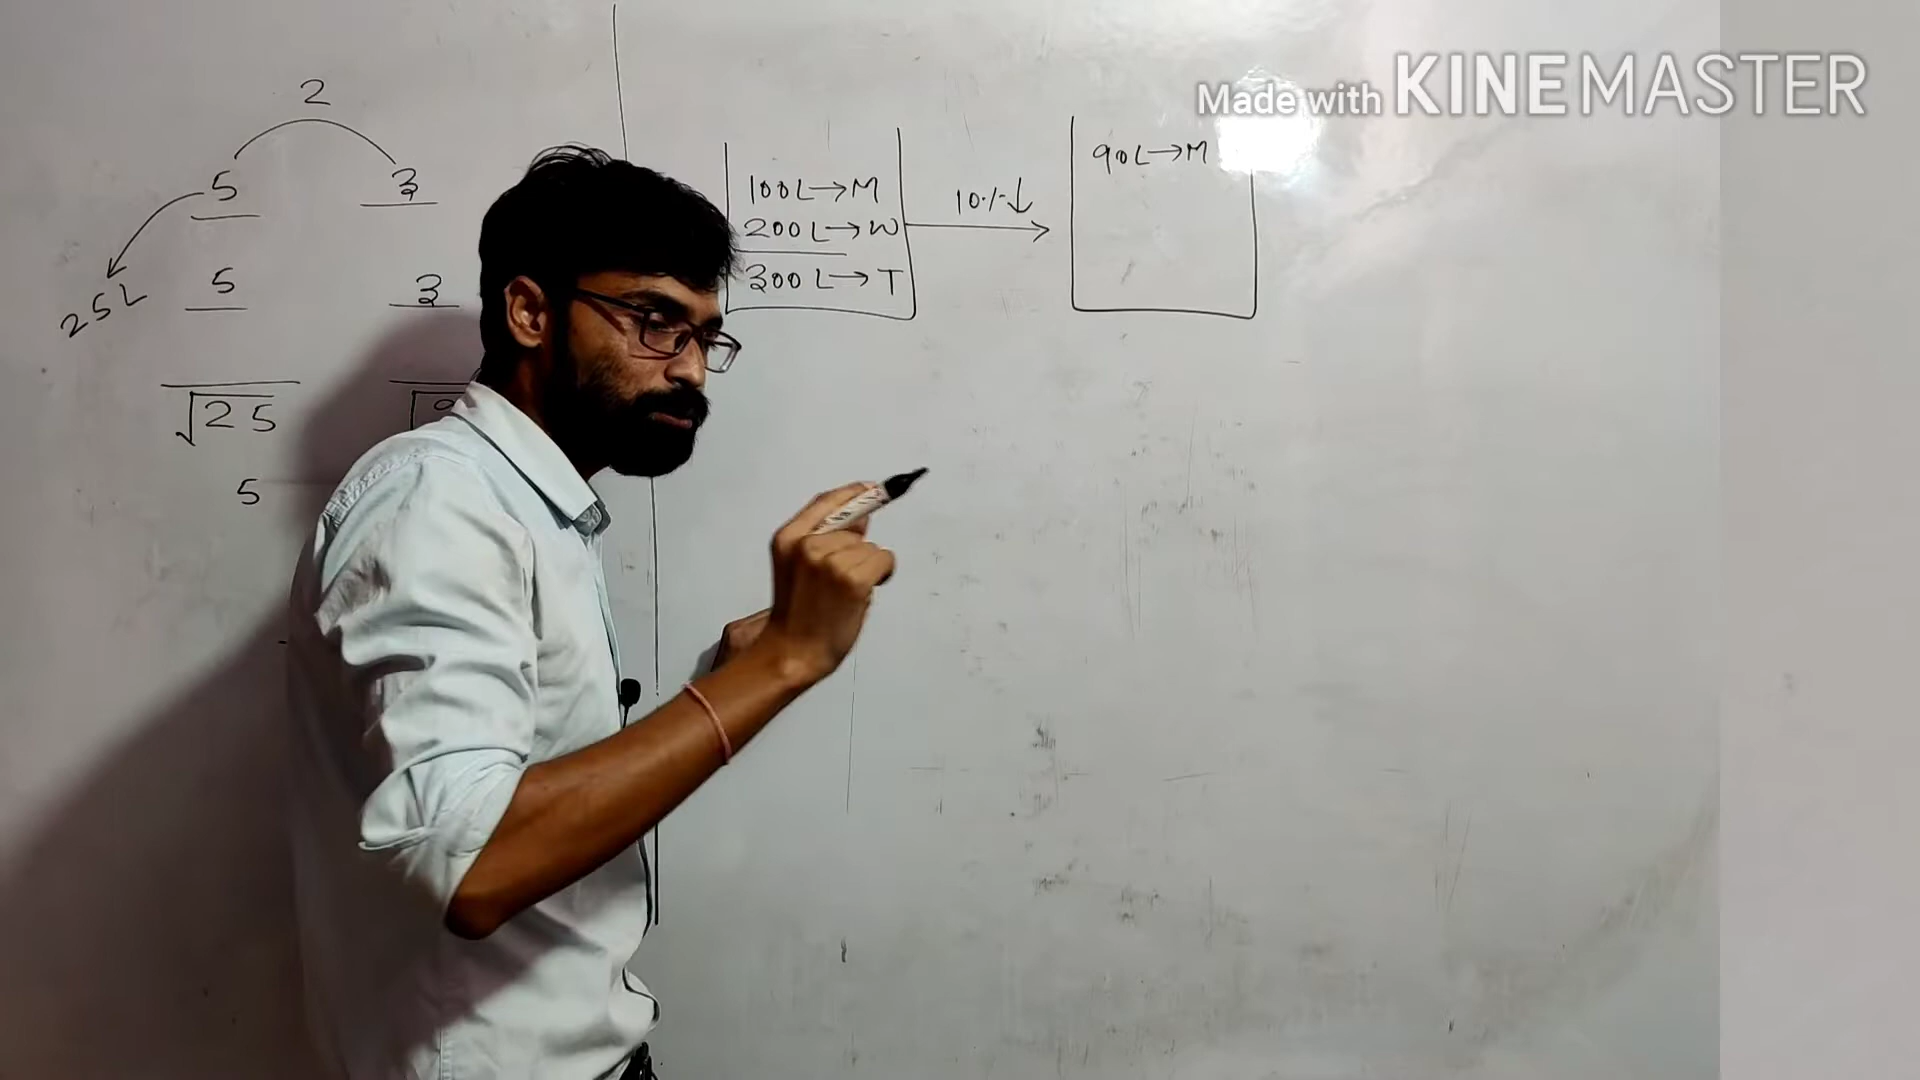 Made with KINEMASTER
2
5 3
25L
5 3
√25
5
100L→M
200L→W
300L→T
10%↓
90L→M